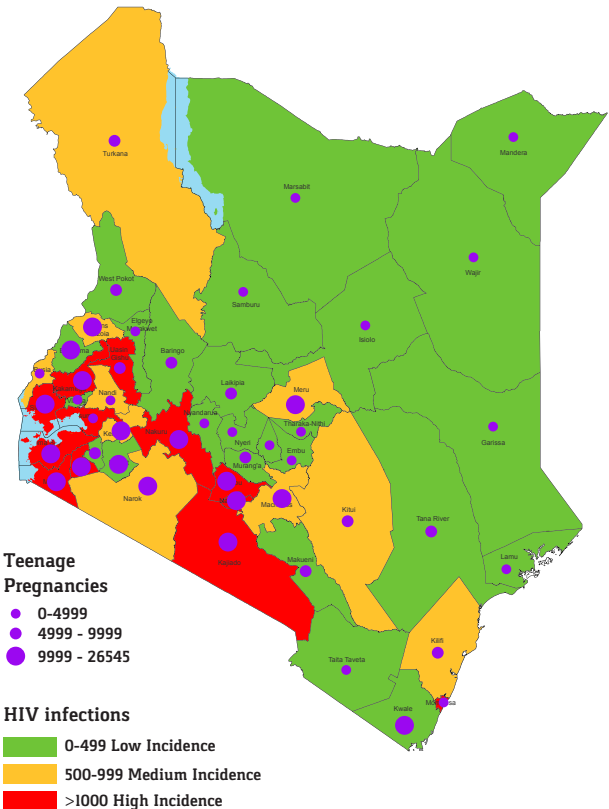 Turkana
Mandera
Marsabit
Wajir
West Pokot
Samburu
Elgeyo
Marakwet
Isiolo
Baringo
Laikipia
Meru
Nandi
Nyandarua
Tharaka-Nithi
Nyeri
Garissa
Embu
Murang'a
Narok
Kitui
Tana River
Kajiado
Makueni
Lamu
Kilifi
Taita Taveta
Kwale
Teenage
Pregnancies
0-4999
4999 - 9999
9999 - 26545
HIV infections
0-499 Low Incidence
500-999 Medium Incidence
>1000 High Incidence